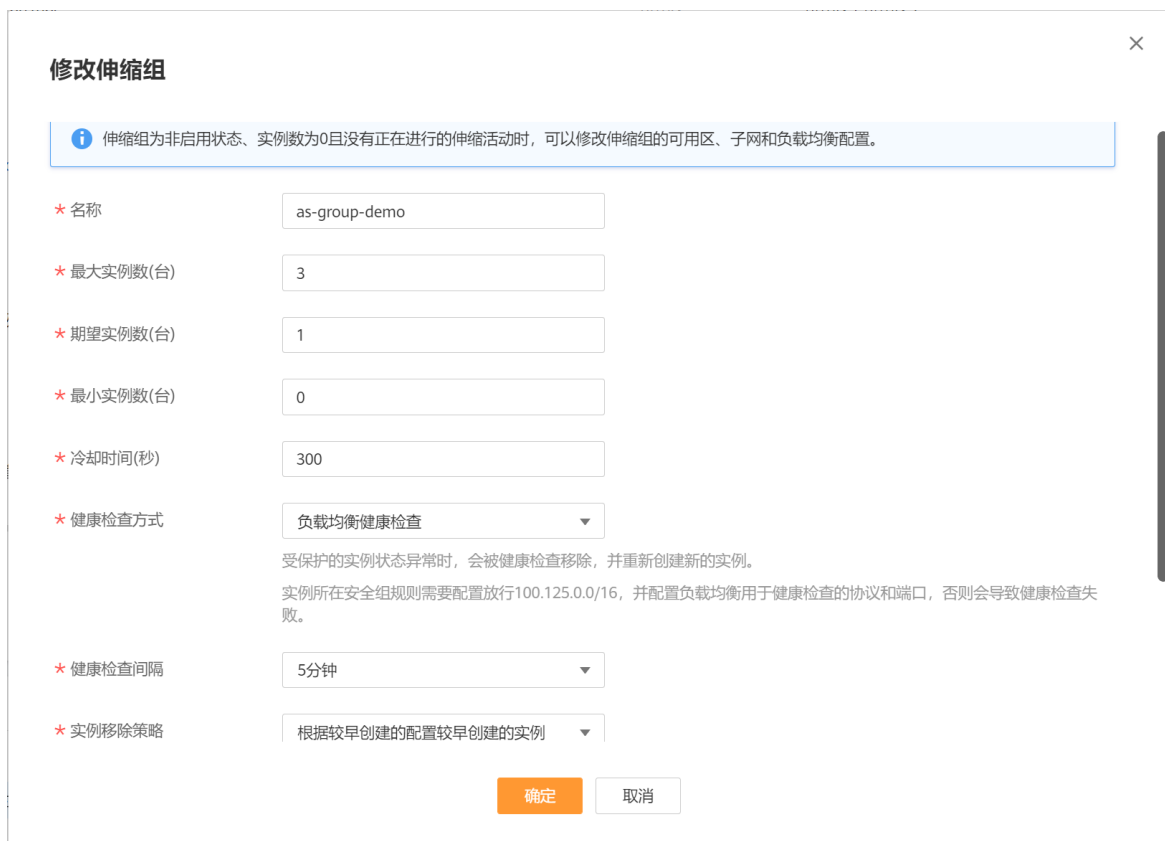 修改伸缩组
伸缩组为非启用状态、实例数为0且没有正在进行的伸缩活动时，可以修改伸缩组的可用区、子网和负载均衡配置。
* 名称 as-group-demo
* 最大实例数(台) 3
* 期望实例数(台) 1
* 最小实例数(台) 0
* 冷却时间(秒) 300
* 健康检查方式 负载均衡健康检查
受保护的实例状态异常时，会被健康检查移除，并重新创建新的实例。
实例所在安全组规则需要配置放行100.125.0.0/16，并配置负载均衡用于健康检查的协议和端口，否则会导致健康检查失
败。
* 健康检查间隔 5分钟
* 实例移除策略 根据较早创建的配置较早创建的实例
确定 取消